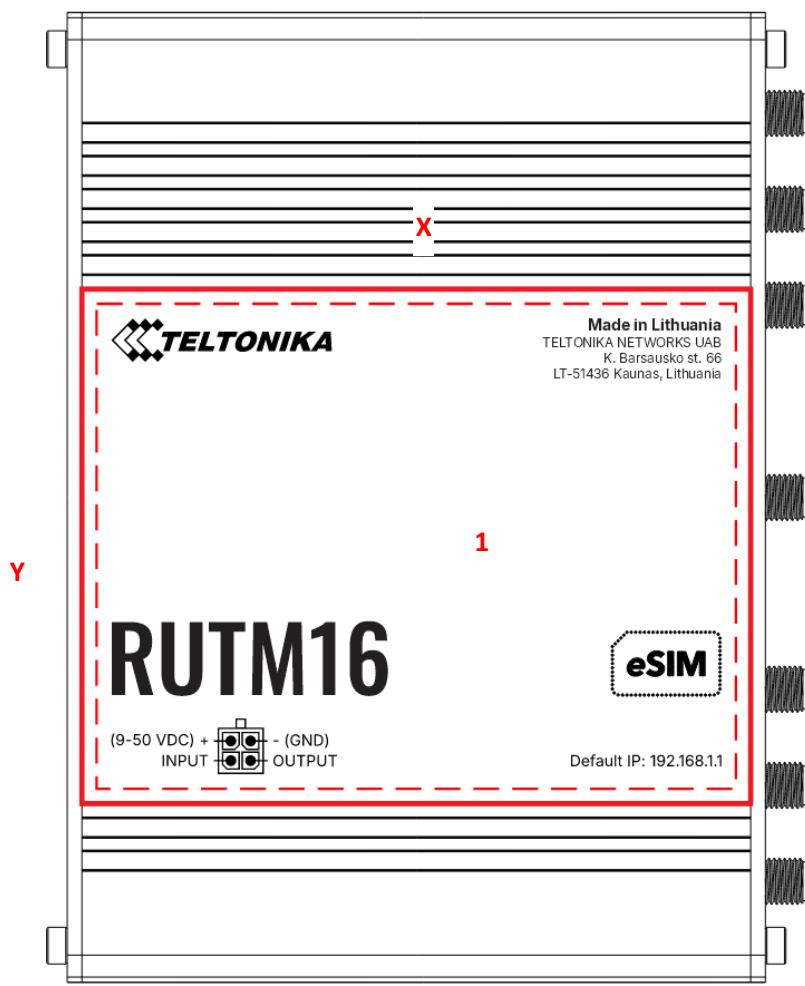 X
TELTONIKA
Made in Lithuania
TELTONIKA NETWORKS UAB
K. Barsausko st. 66
LT-51436 Kaunas, Lithuania
1
Y
RUTM16
eSIM
(9-50 VDC) + - (GND)
INPUT OUTPUT
Default IP: 192.168.1.1